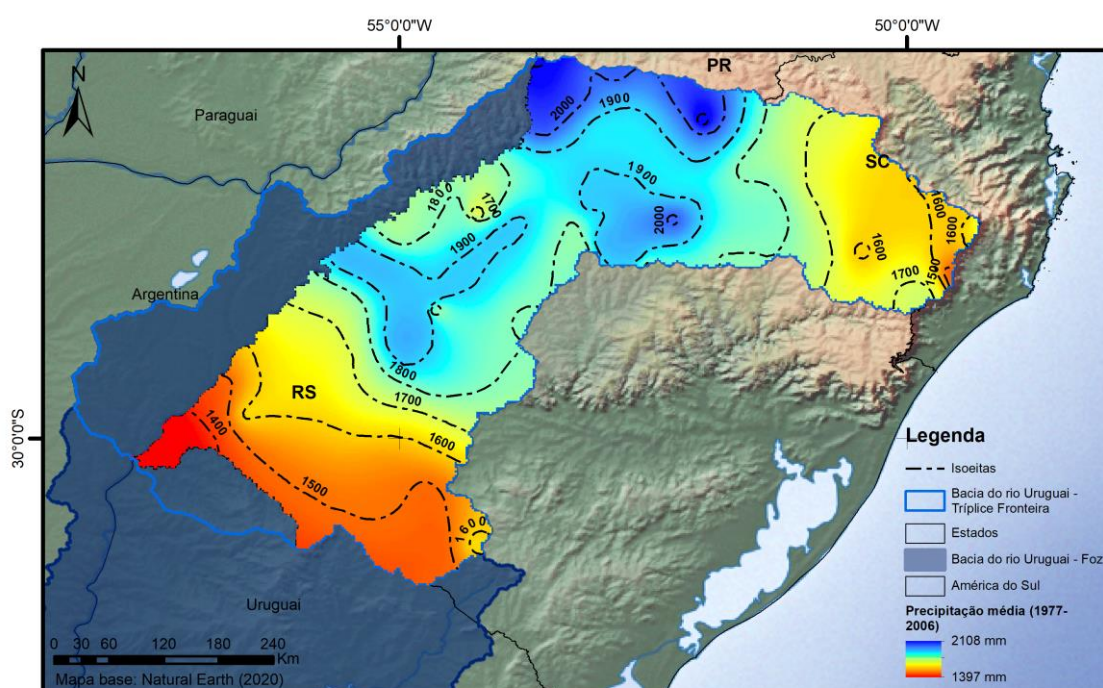 55°0'0"W
50°0'0"W
N
PR
Paraguai
2000
1900
SC
1800
1700
1900
2000
1600
1600
1600
1900
1700
1500
Argentina
1800
RS
1700
1400
1600
30°0'0"S
1500
1600
Uruguai
Legenda
Isoeitas
Bacia do rio Uruguai -
Tríplice Fronteira
Estados
Bacia do rio Uruguai - Foz
América do Sul
Precipitação média (1977-
2006)
2108 mm
1397 mm
0 30 60 120 180 240
Km
Mapa base: Natural Earth (2020)